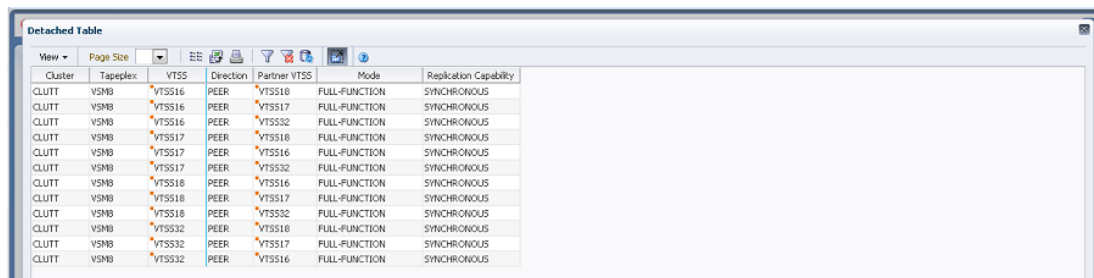 Detached Table
View Page Size
Cluster Tapeplex VTSS Direction Partner VTSS Mode Replication Capability
CLUTT VSM8 VTSS16 PEER VTSS18 FULL-FUNCTION SYNCHRONOUS
CLUTT VSM8 VTSS16 PEER VTSS17 FULL-FUNCTION SYNCHRONOUS
CLUTT VSM8 VTSS16 PEER VTSS32 FULL-FUNCTION SYNCHRONOUS
CLUTT VSM8 VTSS17 PEER VTSS18 FULL-FUNCTION SYNCHRONOUS
CLUTT VSM8 VTSS17 PEER VTSS16 FULL-FUNCTION SYNCHRONOUS
CLUTT VSM8 VTSS17 PEER VTSS32 FULL-FUNCTION SYNCHRONOUS
CLUTT VSM8 VTSS18 PEER VTSS16 FULL-FUNCTION SYNCHRONOUS
CLUTT VSM8 VTSS18 PEER VTSS17 FULL-FUNCTION SYNCHRONOUS
CLUTT VSM8 VTSS18 PEER VTSS32 FULL-FUNCTION SYNCHRONOUS
CLUTT VSM8 VTSS32 PEER VTSS18 FULL-FUNCTION SYNCHRONOUS
CLUTT VSM8 VTSS32 PEER VTSS17 FULL-FUNCTION SYNCHRONOUS
CLUTT VSM8 VTSS32 PEER VTSS16 FULL-FUNCTION SYNCHRONOUS